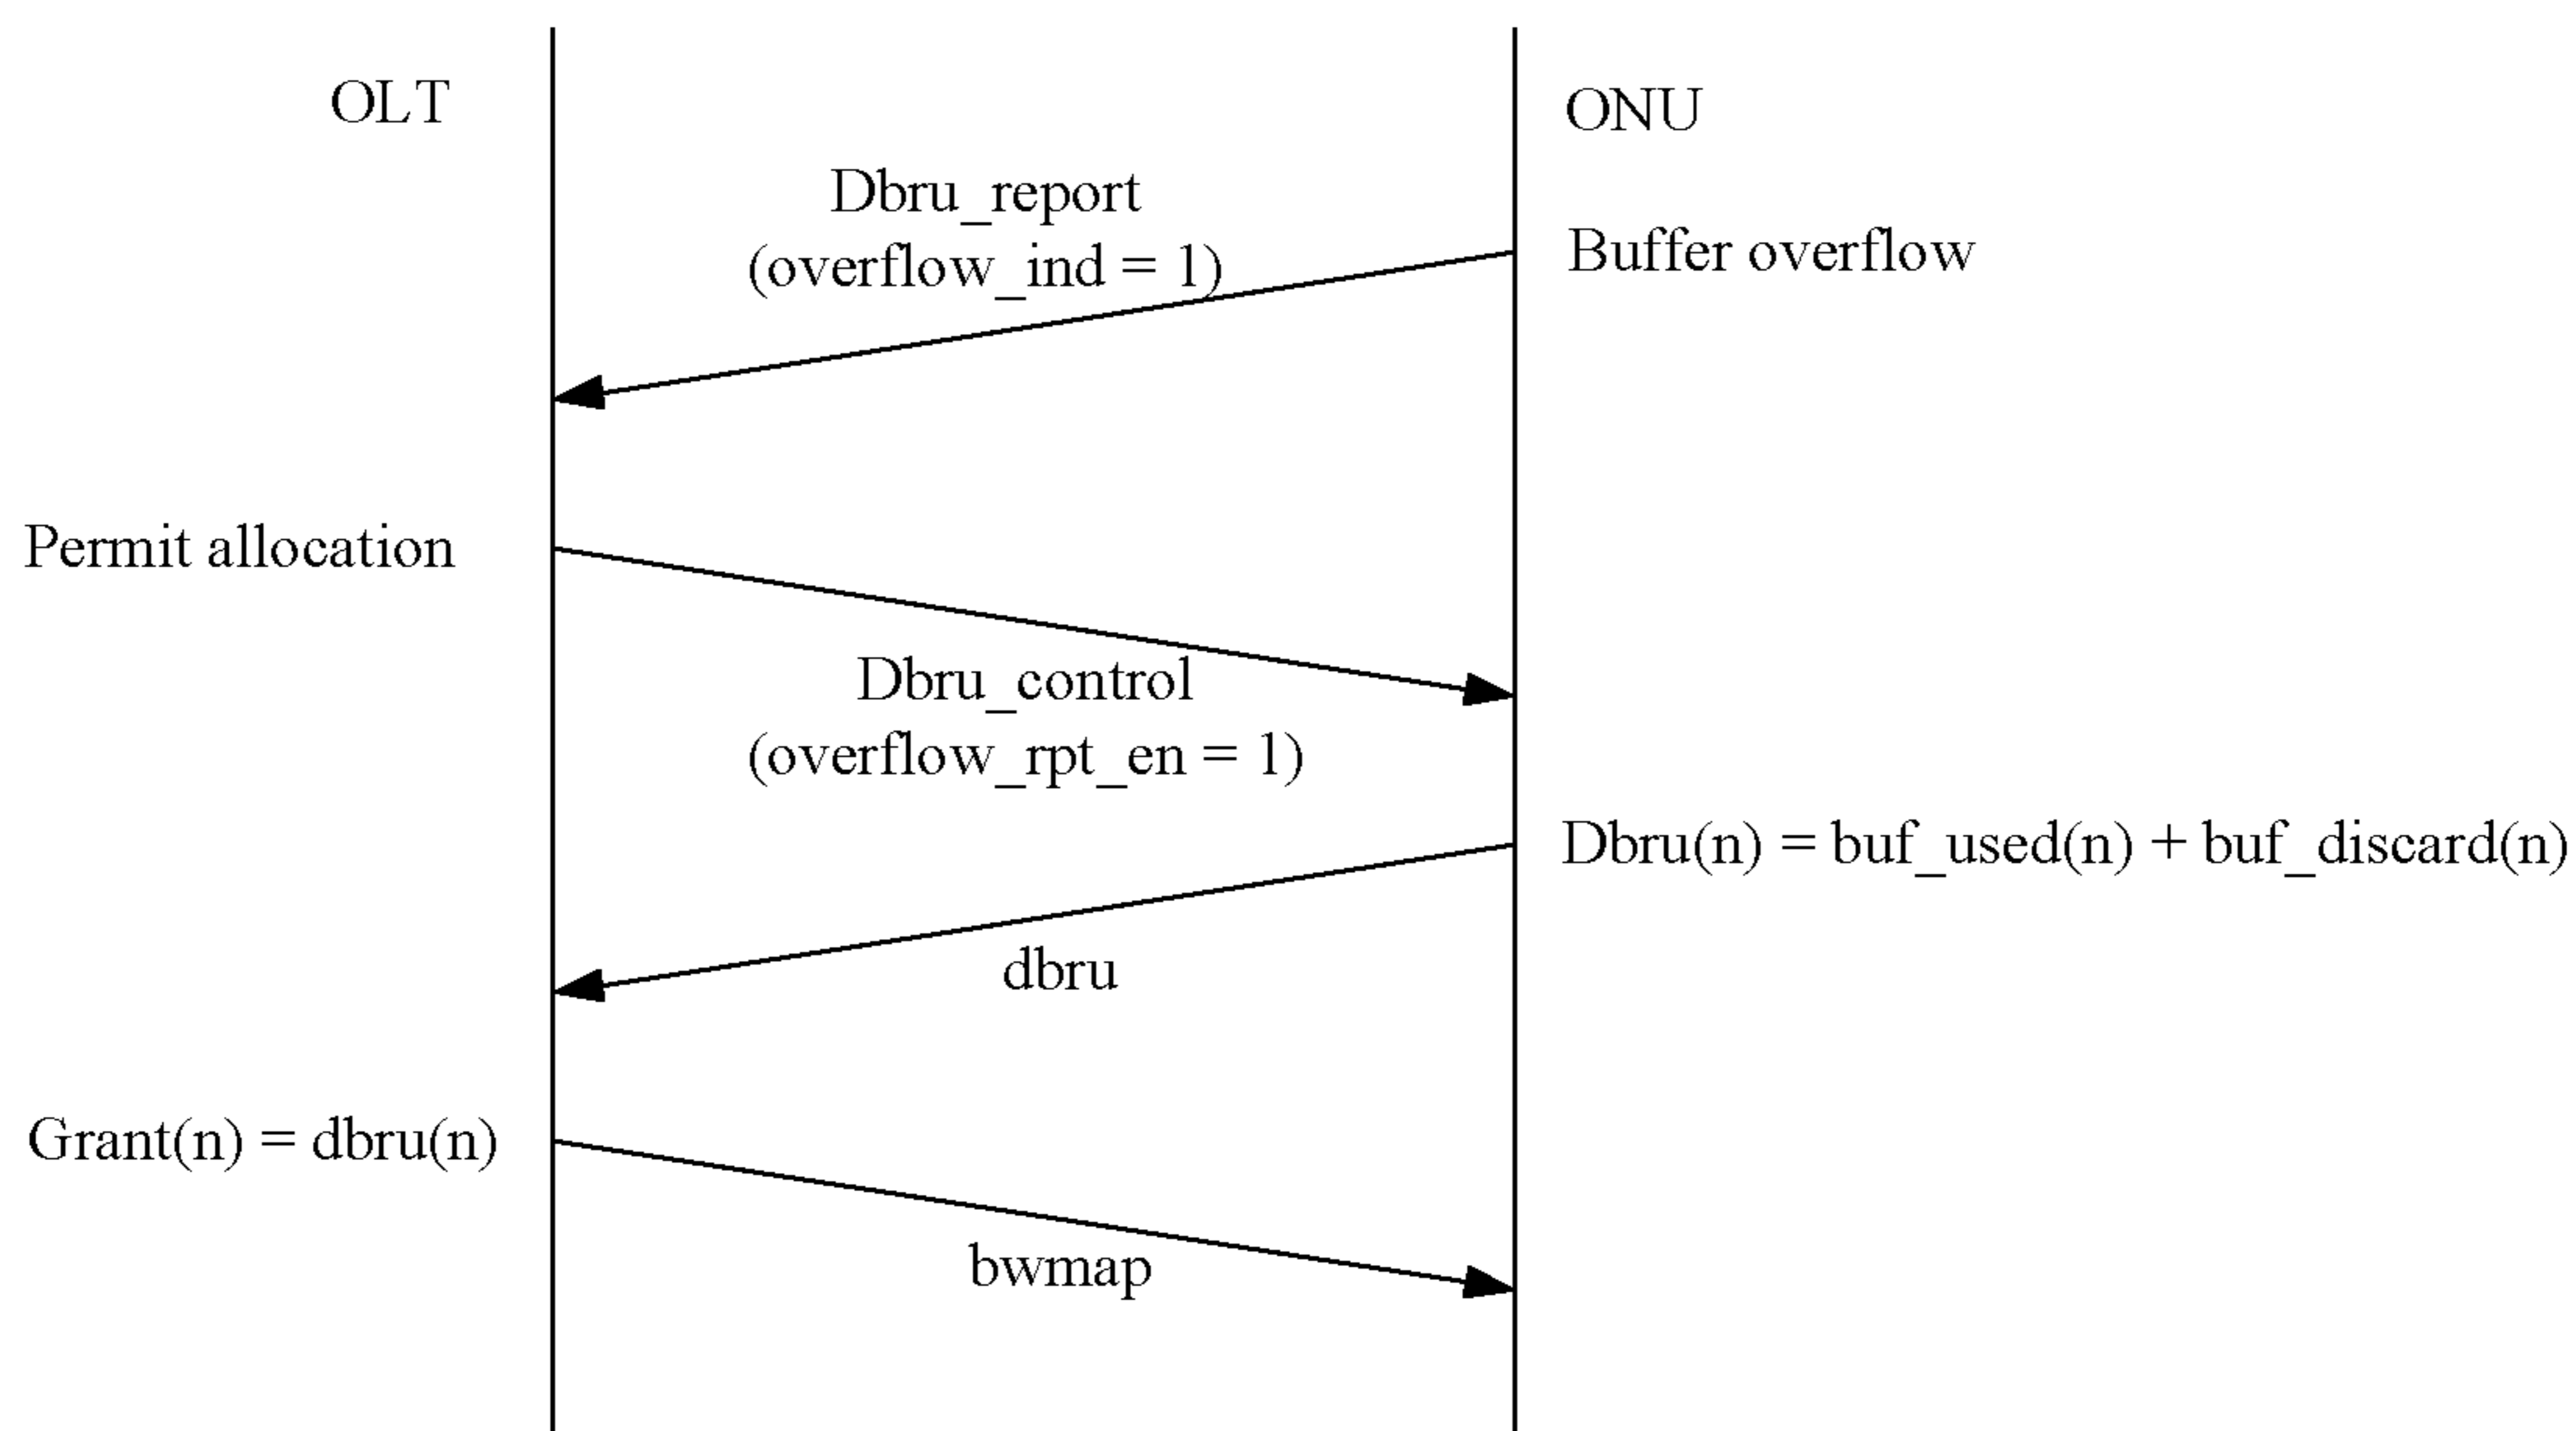 OLT
ONU
Dbru_report
(overflow_ind = 1)
Buffer overflow
Permit allocation
Dbru_control
(overflow_rpt_en = 1)
Dbru(n) = buf_used(n) + buf_discard(n)
dbru
Grant(n) = dbru(n)
bwmap